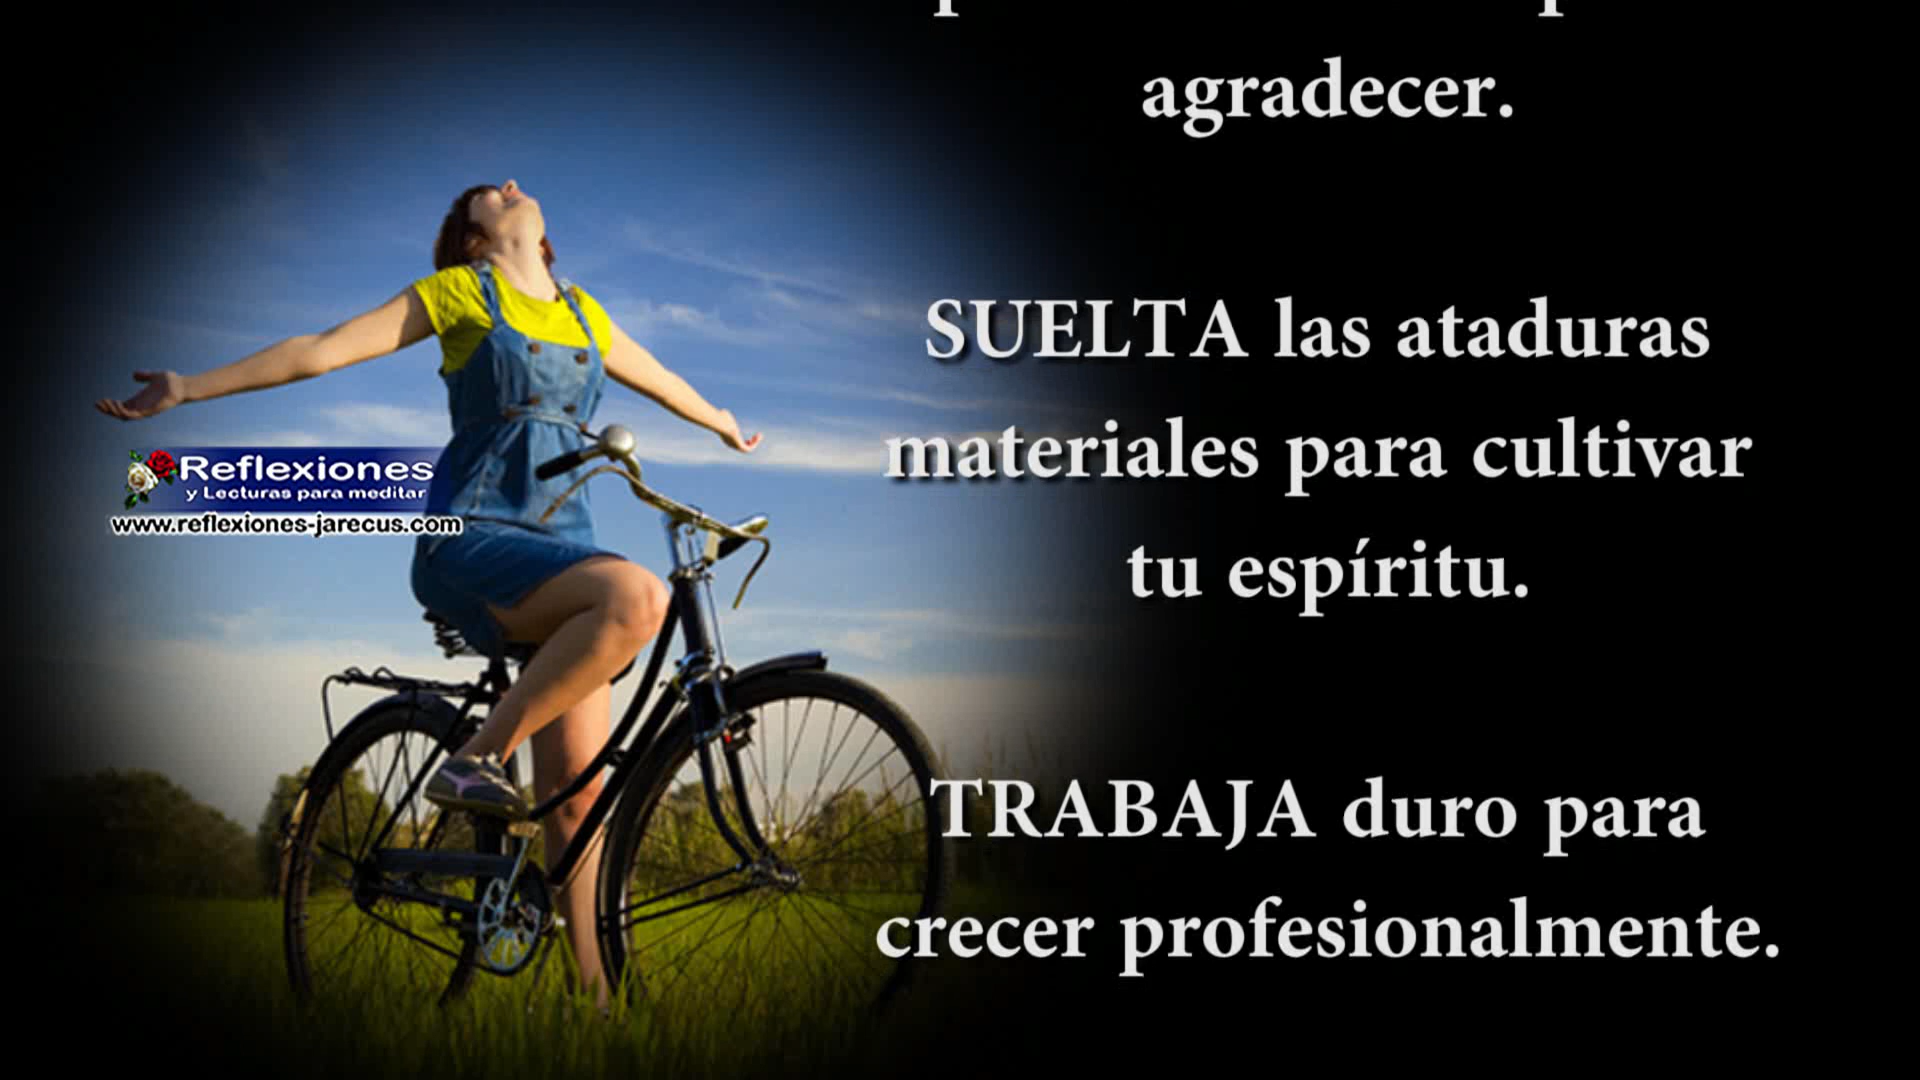 agradecer.
SUELTA las ataduras
materiales para cultivar
tu espíritu.
TRABAJA duro para
crecer profesionalmente.
Reflexiones
y Lecturas para meditar
www.reflexiones-jarecus.com